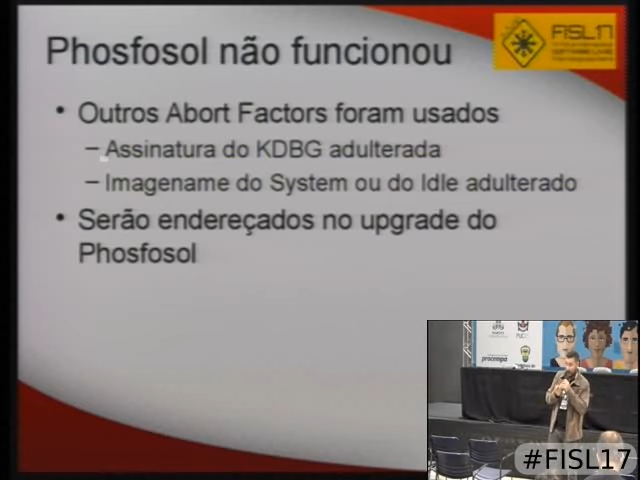 Phosfosol não funcionou
FISL17
• Outros Abort Factors foram usados
– Assinatura do KDBG adulterada
– Imagename do System ou do Idle adulterado
• Serão endereçados no upgrade do
Phosfosol
procempa
#FISL17